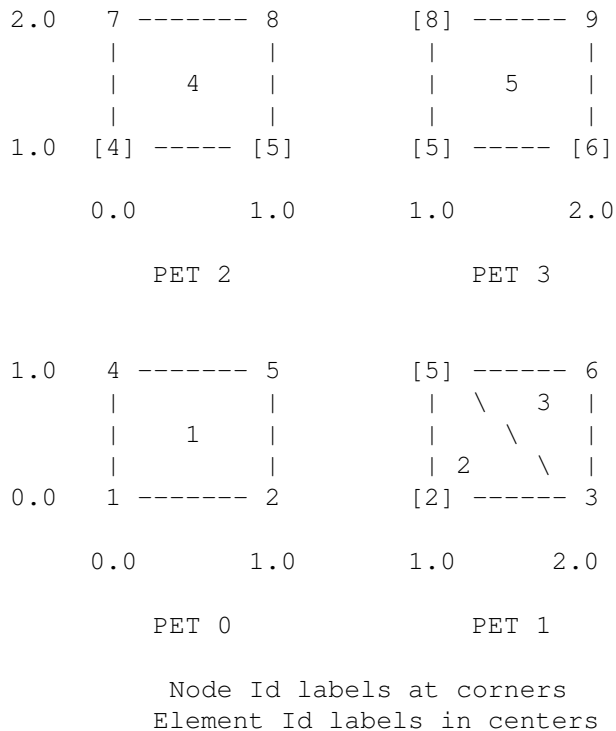 2.0   7 ------- 8         [8] ------ 9
      |         |          |         |
      |    4    |          |    5    |
      |         |          |         |
1.0  [4] ----- [5]        [5] ----- [6]
     0.0       1.0        1.0       2.0
         PET 2                PET 3
1.0   4 ------- 5         [5] ------ 6
      |         |          |  \   3  |
      |    1    |          |    \    |
      |         |          | 2    \  |
0.0   1 ------- 2         [2] ------ 3
     0.0       1.0        1.0      2.0
         PET 0                PET 1
Node Id labels at corners
Element Id labels in centers